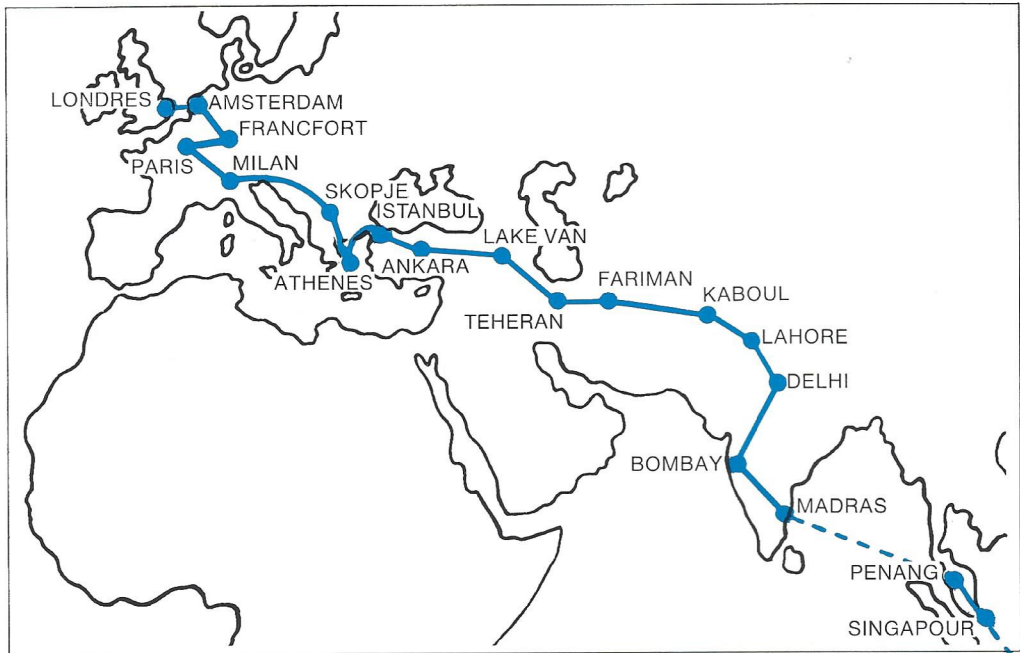 LONDRES
AMSTERDAM
FRANCFORT
PARIS
MILAN
SKOPJE
ISTANBUL
ATHENES
ANKARA
LAKE VAN
TEHERAN
FARIMAN
KABOUL
LAHORE
DELHI
BOMBAY
MADRAS
PENANG
SINGAPOUR